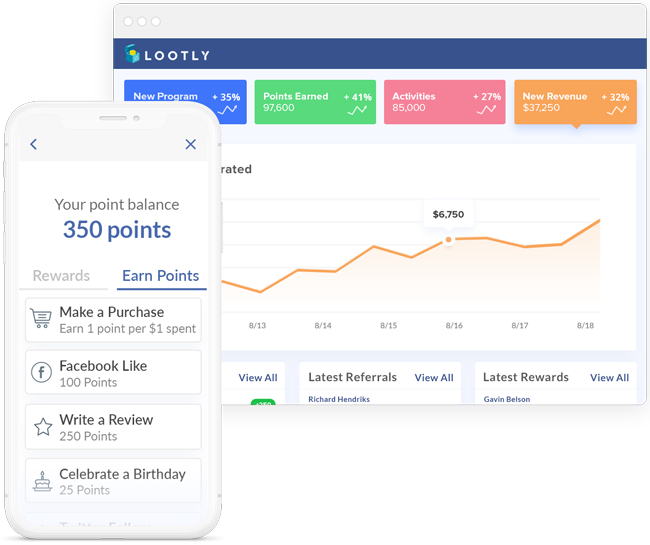 LOOTLY
New Program + 35%
Points Earned + 41%
97,600
Activities + 27%
85,000
New Revenue + 32%
$37,250
rated
$6,750
8/13 8/14 8/15 8/16 8/17 8/18
View All
+250
Latest Referrals View All
Richard Hendriks
Latest Rewards View All
Gavin Belson
Your point balance
350 points
Rewards Earn Points
Make a Purchase
Earn 1 point per $1 spent
Facebook Like
100 Points
Write a Review
250 Points
Celebrate a Birthday
25 Points
Twitter Follow